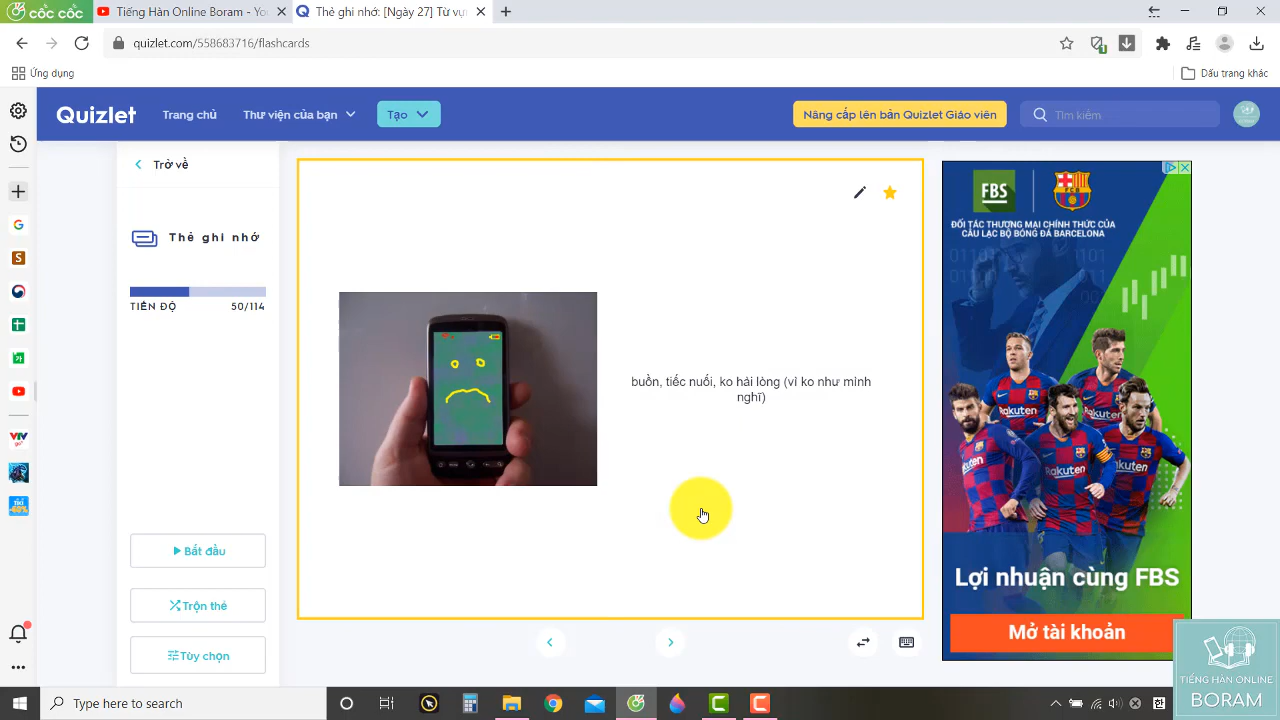 cốc cốc
Tiếng Hàn Online Boram - Yo
Thẻ ghi nhớ: [Ngày 27] Từ vự
quizlet.com/558683716/flashcards
Ứng dụng
Dấu trang khác
Quizlet
Trang chủ
Thư viện của bạn
Tạo
Nâng cấp lên bản Quizlet Giáo viên
Tìm kiếm
Trở về
Thẻ ghi nhớ
TIẾN ĐỘ
50/114
buồn, tiếc nuối, ko hài lòng (vì ko như mình
nghĩ)
Bắt đầu
Trộn thẻ
Tùy chọn
FBS
ĐỐI TÁC THƯƠNG MẠI CHÍNH THỨC CỦA
CÂU LẠC BỘ BÓNG ĐÁ BARCELONA
Rakuten
Rakuten
Rakuten
Rakuten
Rakuten
Lợi nhuận cùng FBS
Mở tài khoản
TIẾNG HÀN ONLINE
BORAM
Type here to search